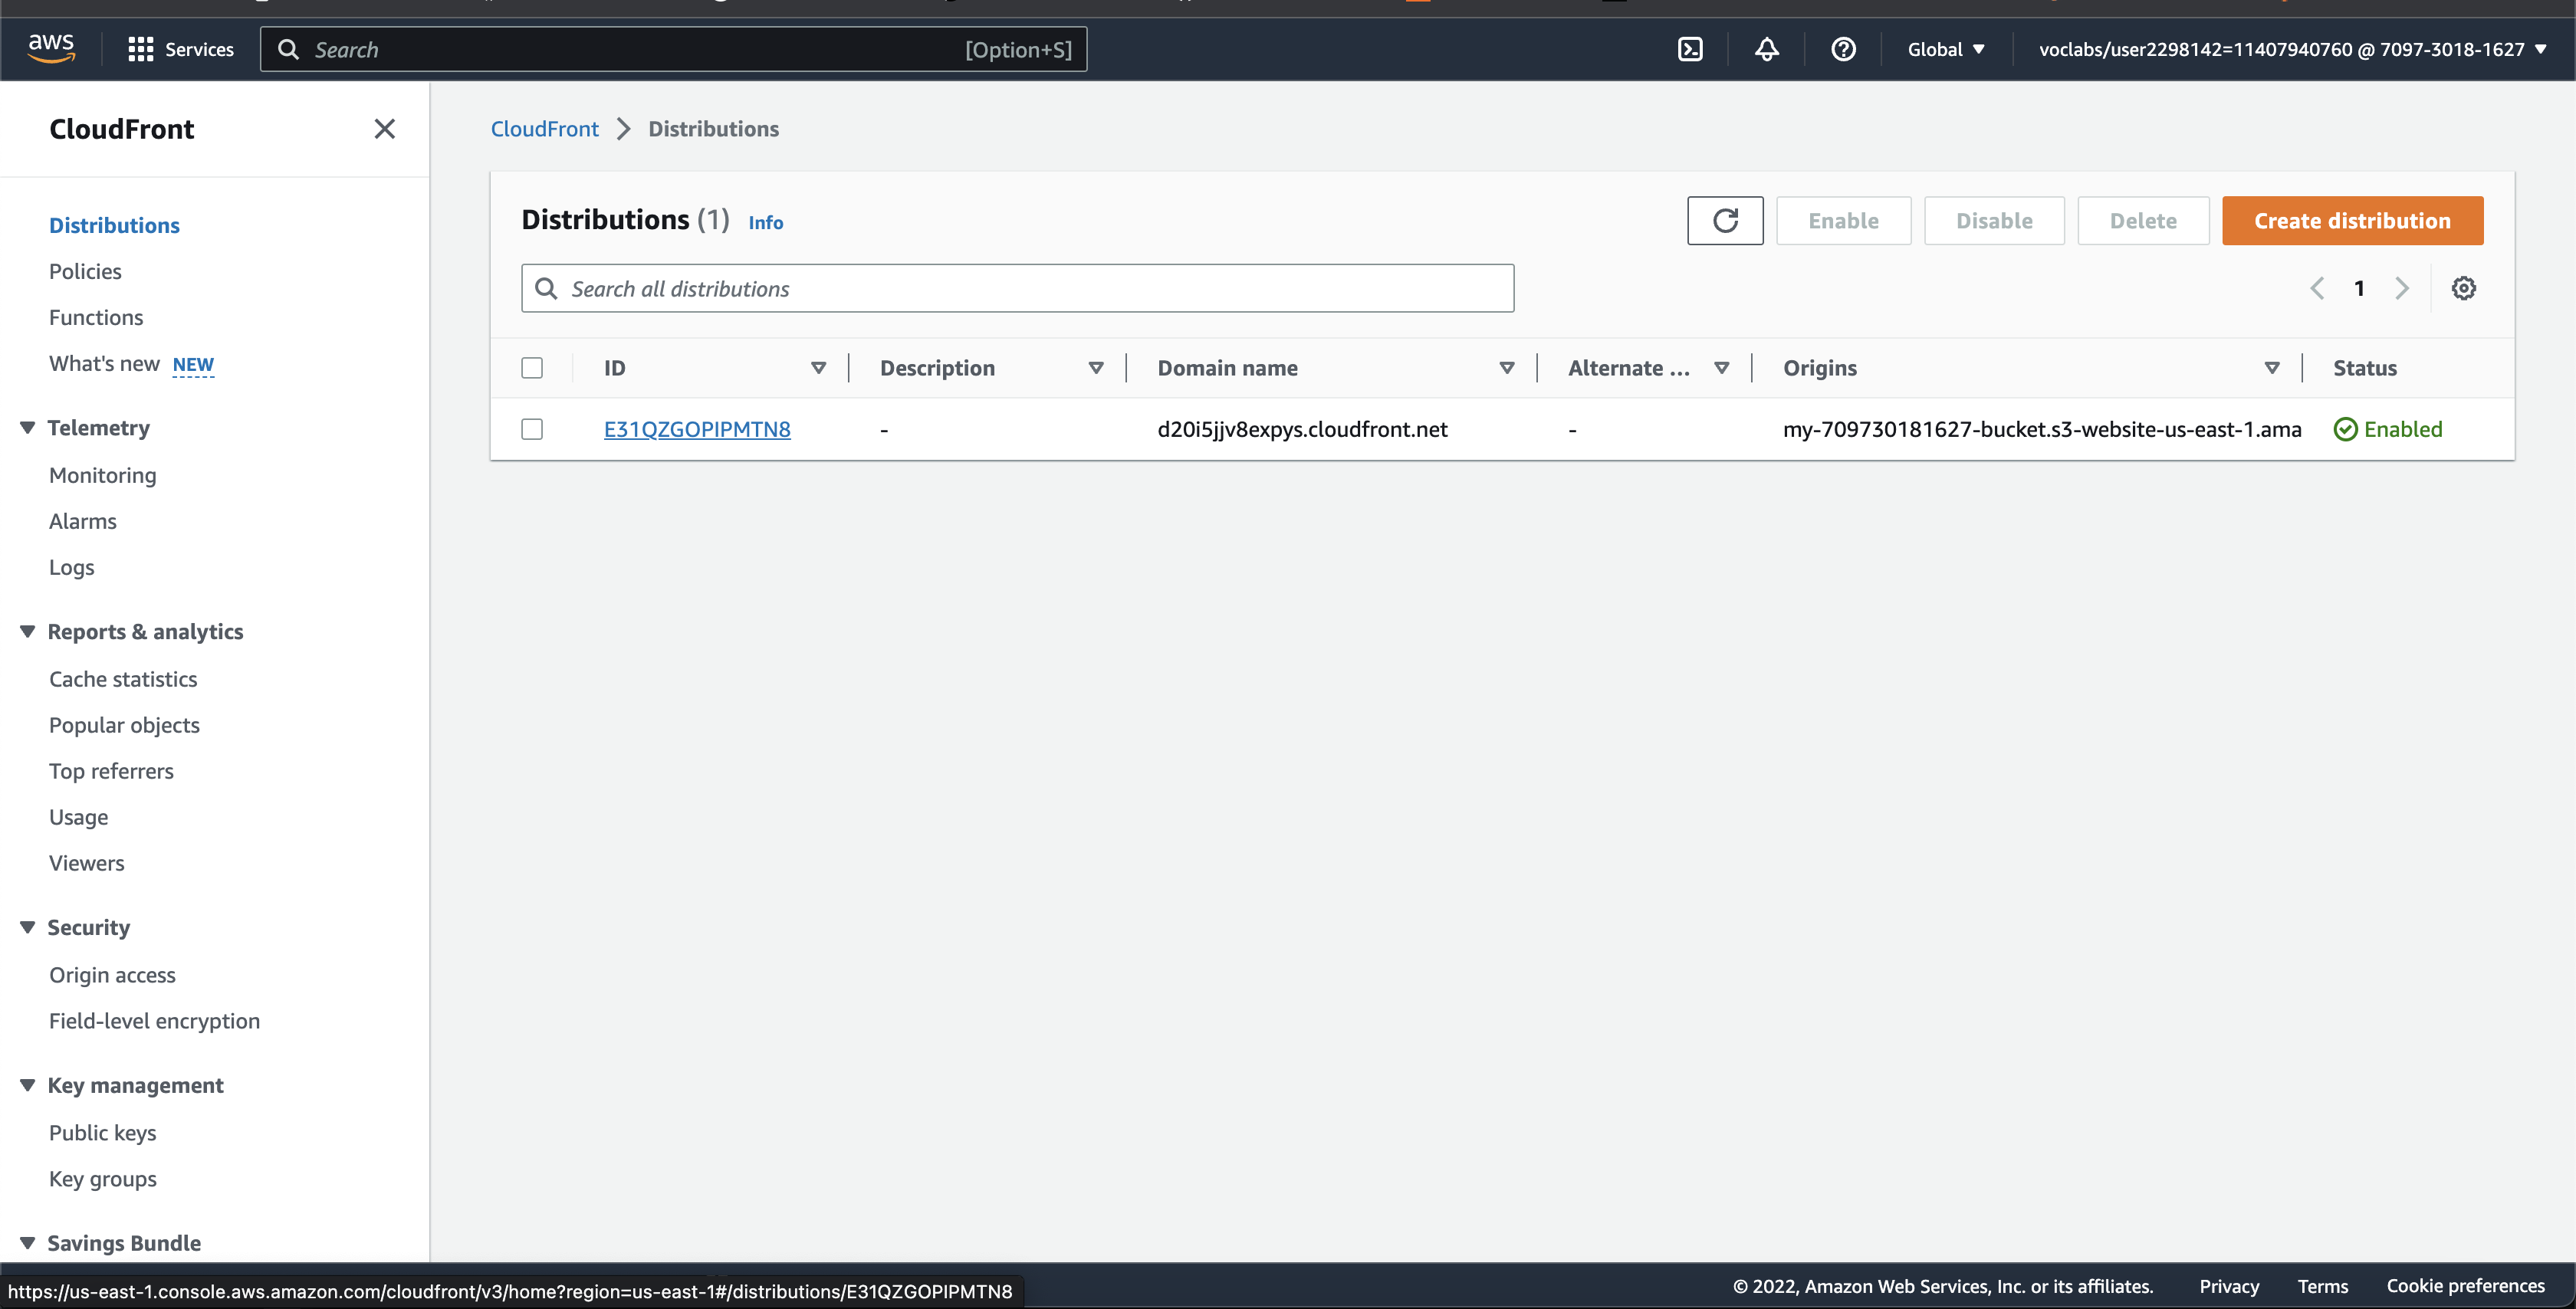 aws
Services
Search [Option+S]
Global
voclabs/user2298142=11407940760 @ 7097-3018-1627
CloudFront
Distributions
Policies
Functions
What's new NEW
Telemetry
Monitoring
Alarms
Logs
Reports & analytics
Cache statistics
Popular objects
Top referrers
Usage
Viewers
Security
Origin access
Field-level encryption
Key management
Public keys
Key groups
Savings Bundle
CloudFront > Distributions
Distributions (1) Info
Enable
Disable
Delete
Create distribution
Search all distributions
1
ID Description Domain name Alternate ... Origins Status
E31QZGOPIPMTN8 - d20i5jjv8expys.cloudfront.net - my-709730181627-bucket.s3-website-us-east-1.ama Enabled
https://us-east-1.console.aws.amazon.com/cloudfront/v3/home?region=us-east-1#/distributions/E31QZGOPIPMTN8
© 2022, Amazon Web Services, Inc. or its affiliates. Privacy Terms Cookie preferences